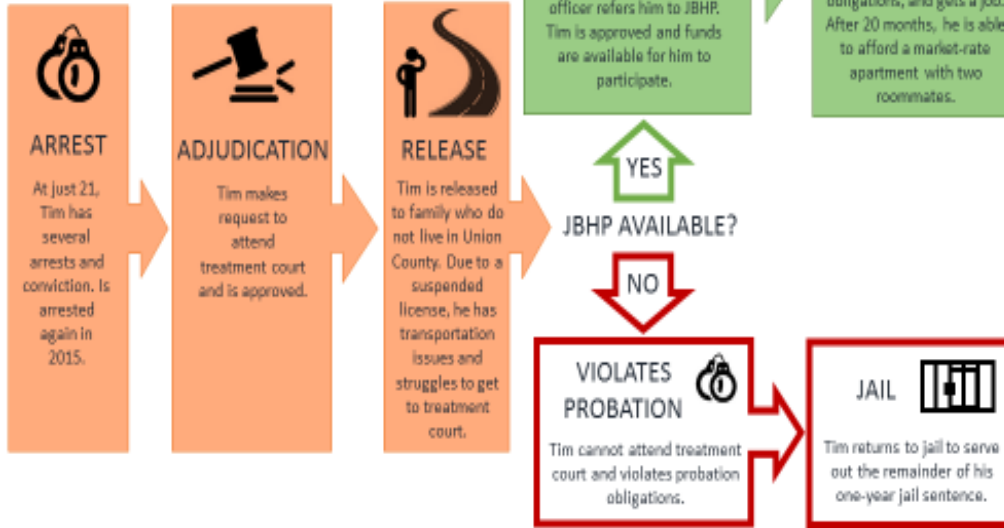 ARREST
At just 21,
Tim has
several
arrests and
conviction. Is
arrested
again in
2015.
ADJUDICATION
Tim makes
request to
attend
treatment court
and is approved.
RELEASE
Tim is released
to family who do
not live in Union
County. Due to a
suspended
license, he has
transportation
issues and
struggles to get
to treatment
court.
officer refers him to JBHP.
Tim is approved and funds
are available for him to
participate.
obligations, and gets a job.
After 20 months, he is able
to afford a market-rate
apartment with two
roommates.
YES
JBHP AVAILABLE?
NO
VIOLATES
PROBATION
Tim cannot attend treatment
court and violates probation
obligations.
JAIL
Tim returns to jail to serve
out the remainder of his
one-year jail sentence.